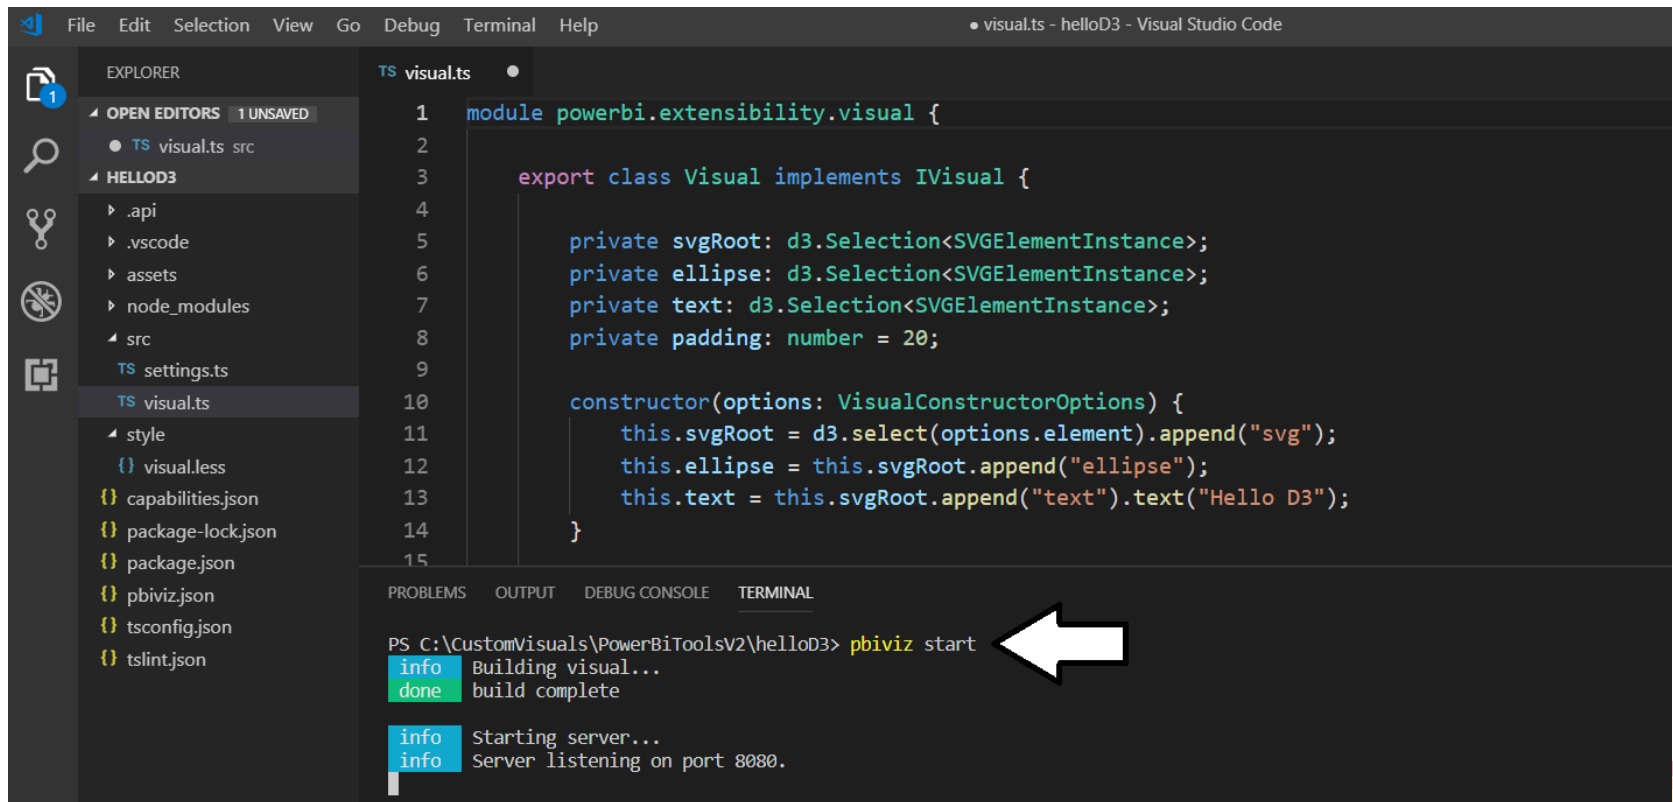 File Edit Selection View Go Debug Terminal Help
● visual.ts - helloD3 - Visual Studio Code
1
EXPLORER
OPEN EDITORS 1 UNSAVED
TS visual.ts src
HELLOD3
.api
.vscode
assets
node_modules
src
TS settings.ts
TS visual.ts
style
{} visual.less
{} capabilities.json
{} package-lock.json
{} package.json
{} pbiviz.json
{} tsconfig.json
{} tslint.json
TS visual.ts ●
1 module powerbi.extensibility.visual {
2
3 export class Visual implements IVisual {
4
5 private svgRoot: d3.Selection<SVGElementInstance>;
6 private ellipse: d3.Selection<SVGElementInstance>;
7 private text: d3.Selection<SVGElementInstance>;
8 private padding: number = 20;
9
10 constructor(options: VisualConstructorOptions) {
11 this.svgRoot = d3.select(options.element).append("svg");
12 this.ellipse = this.svgRoot.append("ellipse");
13 this.text = this.svgRoot.append("text").text("Hello D3");
14 }
15
PROBLEMS OUTPUT DEBUG CONSOLE TERMINAL
PS C:\CustomVisuals\PowerBiToolsV2\helloD3> pbiviz start
info Building visual...
done build complete
info Starting server...
info Server listening on port 8080.